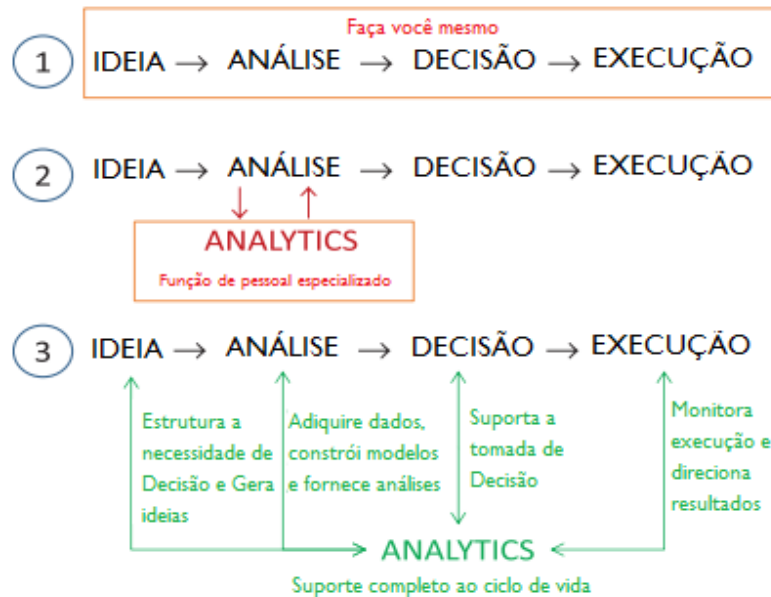 Faça você mesmo
1 IDEIA → ANÁLISE → DECISÃO → EXECUÇÃO
2 IDEIA → ANÁLISE → DECISÃO → EXECUÇÃO
ANALYTICS
Função de pessoal especializado
3 IDEIA → ANÁLISE → DECISÃO → EXECUÇÃO
Estrutura a
necessidade de
Decisão e Gera
ideias
Adiquire dados,
constrói modelos
e fornece análises
Suporta a
tomada de
Decisão
Monitora
execução e
direciona
resultados
ANALYTICS
Suporte completo ao ciclo de vida